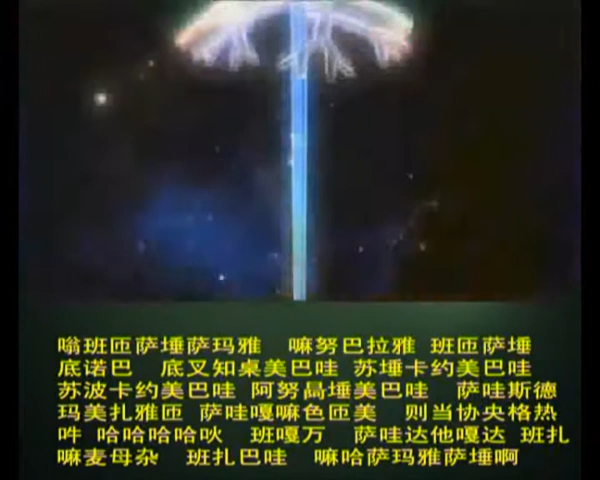 嗡班匝萨埵萨玛雅 嘛努巴拉雅 班匝萨埵
底诺巴 底叉知桌美巴哇 苏埵卡约美巴哇
苏波卡约美巴哇 阿努晶埵美巴哇 萨哇斯德
玛美扎雅匝 萨哇嘎嘛色匝美 则当协央格热
吽 哈哈哈哈吙 班嘎万 萨哇达他嘎达 班扎
嘛麦母杂 班扎巴哇 嘛哈萨玛雅萨埵啊